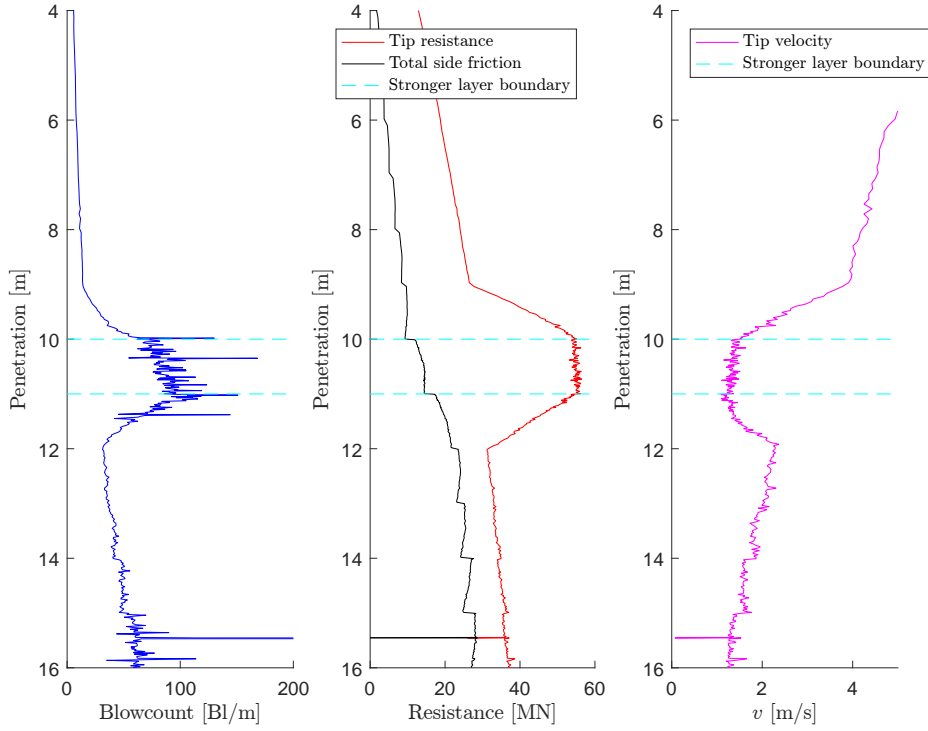 4
6
8
10
12
14
16
Penetration [m]
0
100
200
Blowcount [Bl/m]
Tip resistance
Total side friction
Stronger layer boundary
4
6
8
10
12
14
16
Penetration [m]
0
20
40
60
Resistance [MN]
Tip velocity
Stronger layer boundary
4
6
8
10
12
14
16
Penetration [m]
0
2
4
v [m/s]